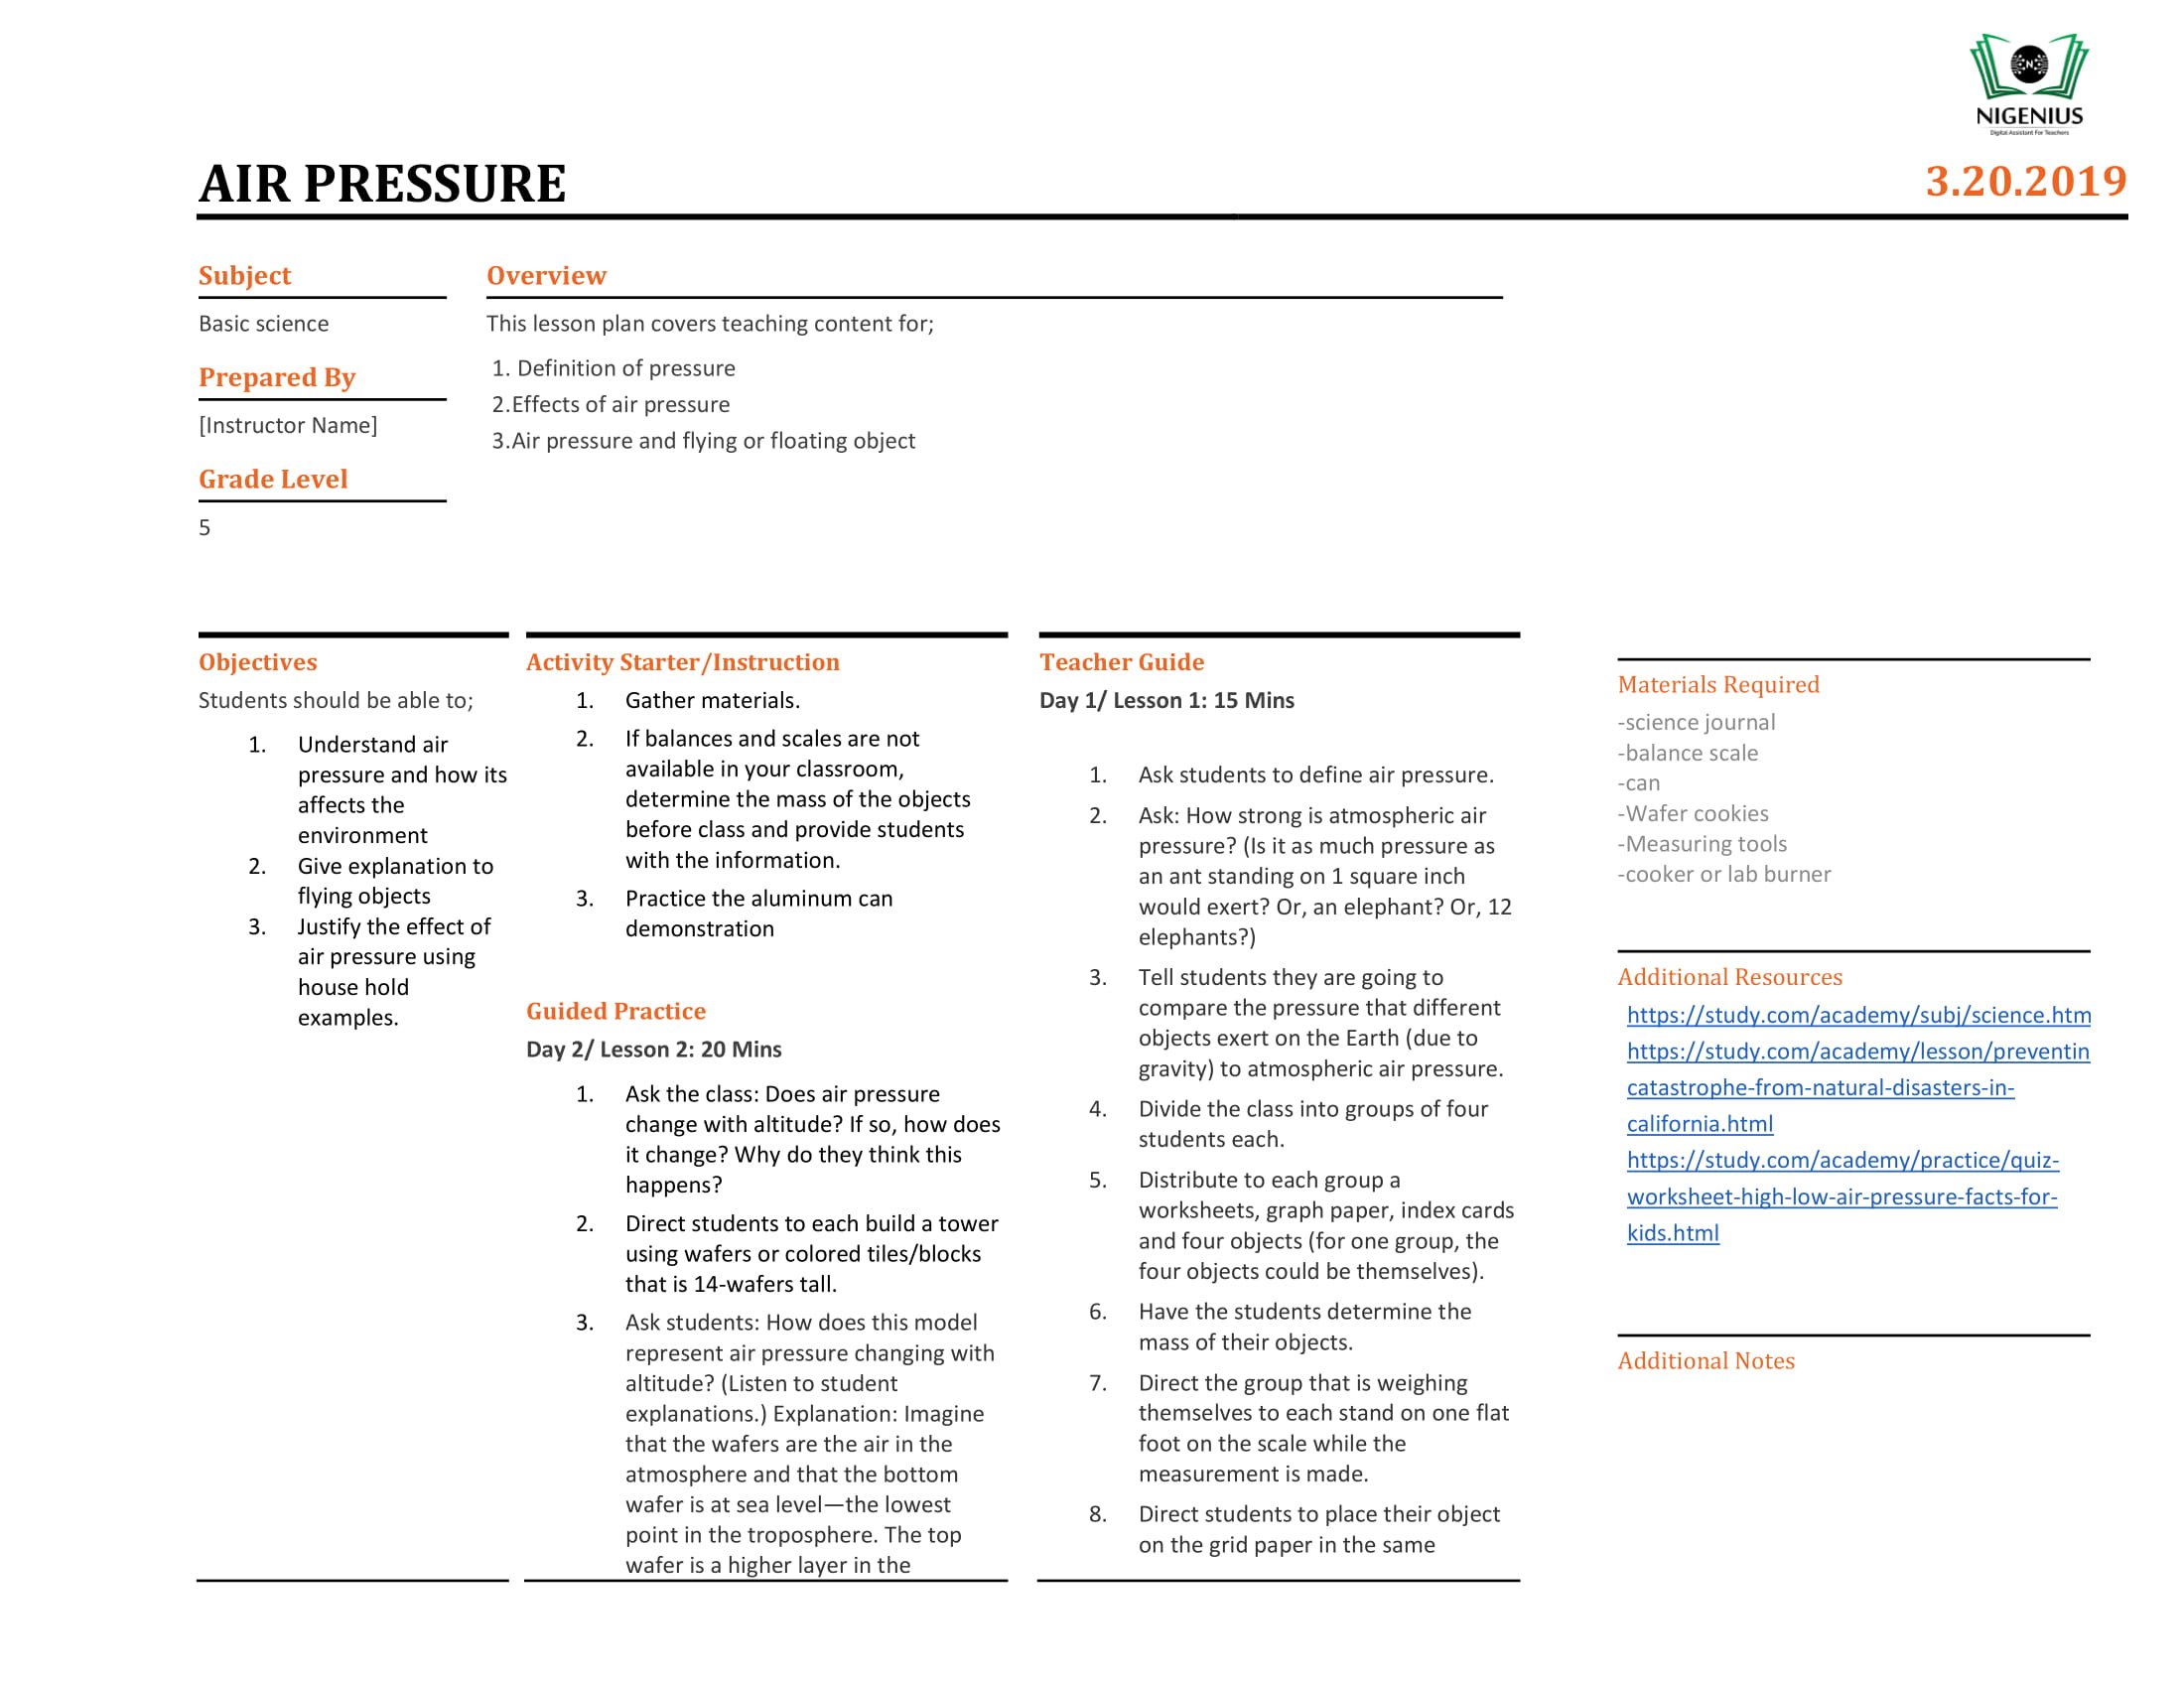 NIGENIUS
Digital Assistant For Teachers
AIR PRESSURE
3.20.2019
Subject
Basic science
Prepared By
[Instructor Name]
Grade Level
5
Overview
This lesson plan covers teaching content for;
1. Definition of pressure
2.Effects of air pressure
3.Air pressure and flying or floating object
Objectives
Students should be able to;
1. Understand air
pressure and how its
affects the
environment
2. Give explanation to
flying objects
3. Justify the effect of
air pressure using
house hold
examples.
Activity Starter/Instruction
1. Gather materials.
2. If balances and scales are not
available in your classroom,
determine the mass of the objects
before class and provide students
with the information.
3. Practice the aluminum can
demonstration
Guided Practice
Day 2/ Lesson 2: 20 Mins
1. Ask the class: Does air pressure
change with altitude? If so, how does
it change? Why do they think this
happens?
2. Direct students to each build a tower
using wafers or colored tiles/blocks
that is 14-wafers tall.
3. Ask students: How does this model
represent air pressure changing with
altitude? (Listen to student
explanations.) Explanation: Imagine
that the wafers are the air in the
atmosphere and that the bottom
wafer is at sea level—the lowest
point in the troposphere. The top
wafer is a higher layer in the
Teacher Guide
Day 1/ Lesson 1: 15 Mins
1. Ask students to define air pressure.
2. Ask: How strong is atmospheric air
pressure? (Is it as much pressure as
an ant standing on 1 square inch
would exert? Or, an elephant? Or, 12
elephants?)
3. Tell students they are going to
compare the pressure that different
objects exert on the Earth (due to
gravity) to atmospheric air pressure.
4. Divide the class into groups of four
students each.
5. Distribute to each group a
worksheets, graph paper, index cards
and four objects (for one group, the
four objects could be themselves).
6. Have the students determine the
mass of their objects.
7. Direct the group that is weighing
themselves to each stand on one flat
foot on the scale while the
measurement is made.
8. Direct students to place their object
on the grid paper in the same
Materials Required
-science journal
-balance scale
-can
-Wafer cookies
-Measuring tools
-cooker or lab burner
Additional Resources
https://study.com/academy/subj/science.htm
https://study.com/academy/lesson/preventin
catastrophe-from-natural-disasters-in-
california.html
https://study.com/academy/practice/quiz-
worksheet-high-low-air-pressure-facts-for-
kids.html
Additional Notes